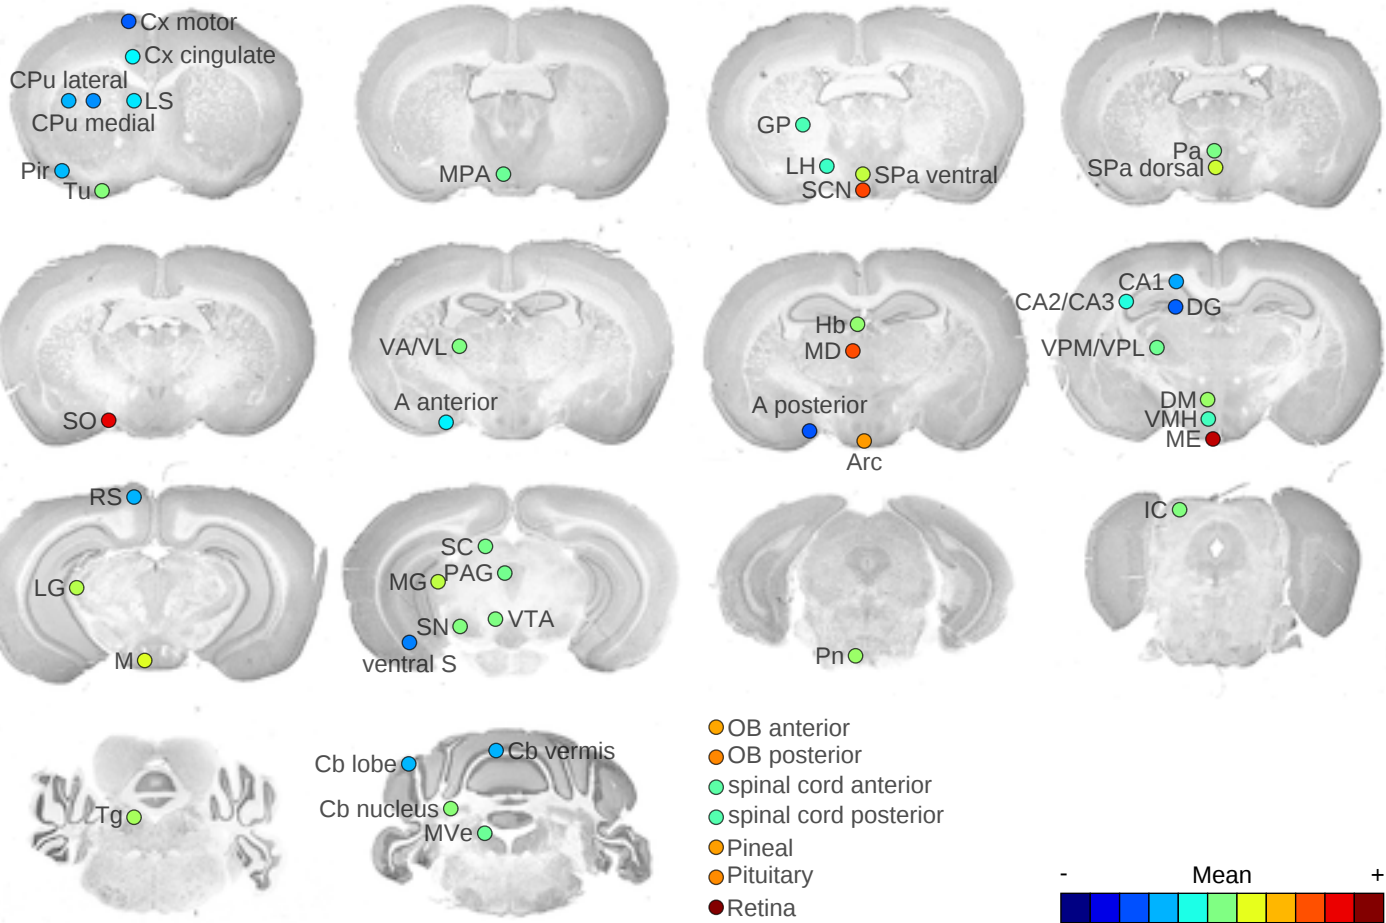 Cx motor
Cx cingulate
CPu lateral
LS
CPu medial
Pir
Tu
MPA
GP
LH
SPa ventral
SCN
Pa
SPa dorsal
SO
VA/VL
A anterior
Hb
MD
A posterior
Arc
CA1
CA2/CA3
DG
VPM/VPL
DM
VMH
ME
RS
LG
M
SC
PAG
MG
VTA
SN
ventral S
Pn
IC
Tg
Cb vermis
Cb lobe
Cb nucleus
MVe
OB anterior
OB posterior
spinal cord anterior
spinal cord posterior
Pineal
Pituitary
Retina
- Mean +